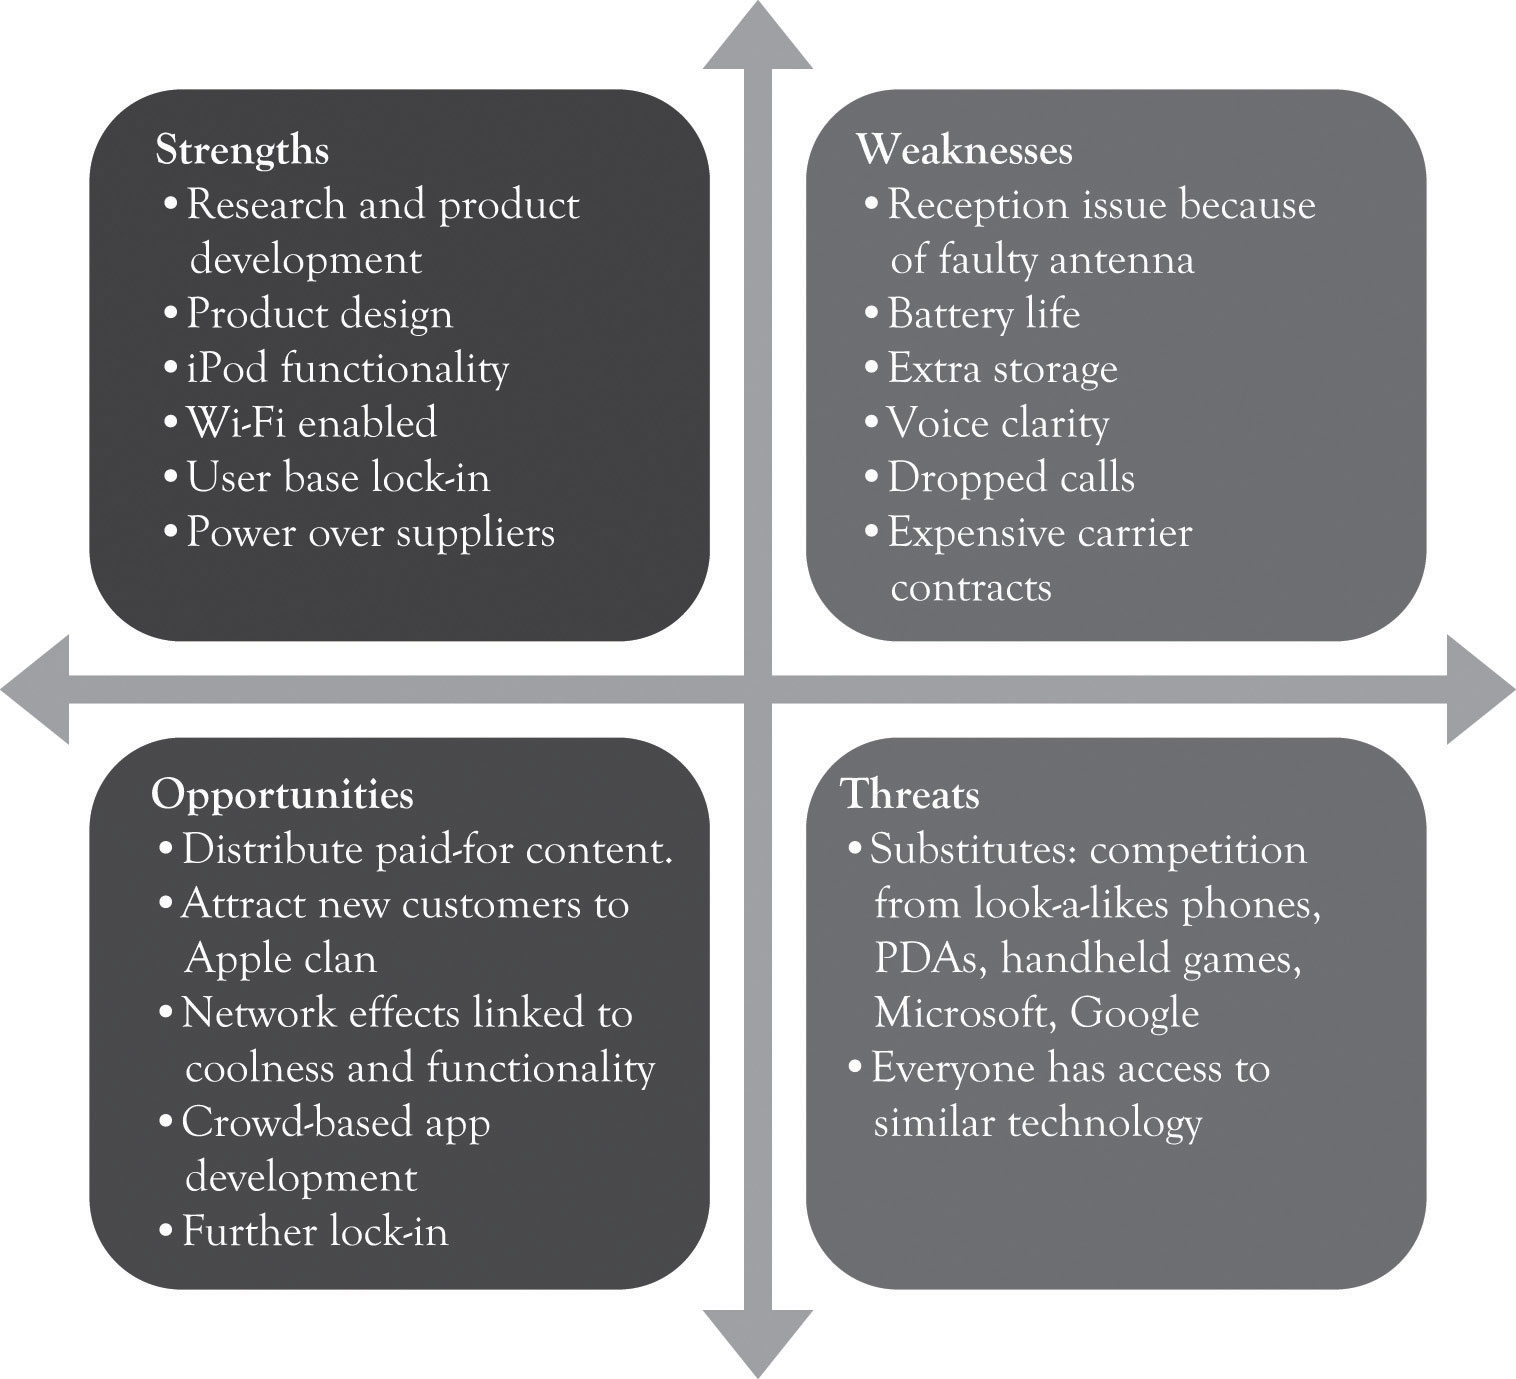 Strengths
• Research and product
development
• Product design
• iPod functionality
• Wi-Fi enabled
• User base lock-in
• Power over suppliers
Weaknesses
• Reception issue because
of faulty antenna
• Battery life
• Extra storage
• Voice clarity
• Dropped calls
• Expensive carrier
contracts
Opportunities
• Distribute paid-for content.
• Attract new customers to
Apple clan
• Network effects linked to
coolness and functionality
• Crowd-based app
development
• Further lock-in
Threats
• Substitutes: competition
from look-a-likes phones,
PDAs, handheld games,
Microsoft, Google
• Everyone has access to
similar technology